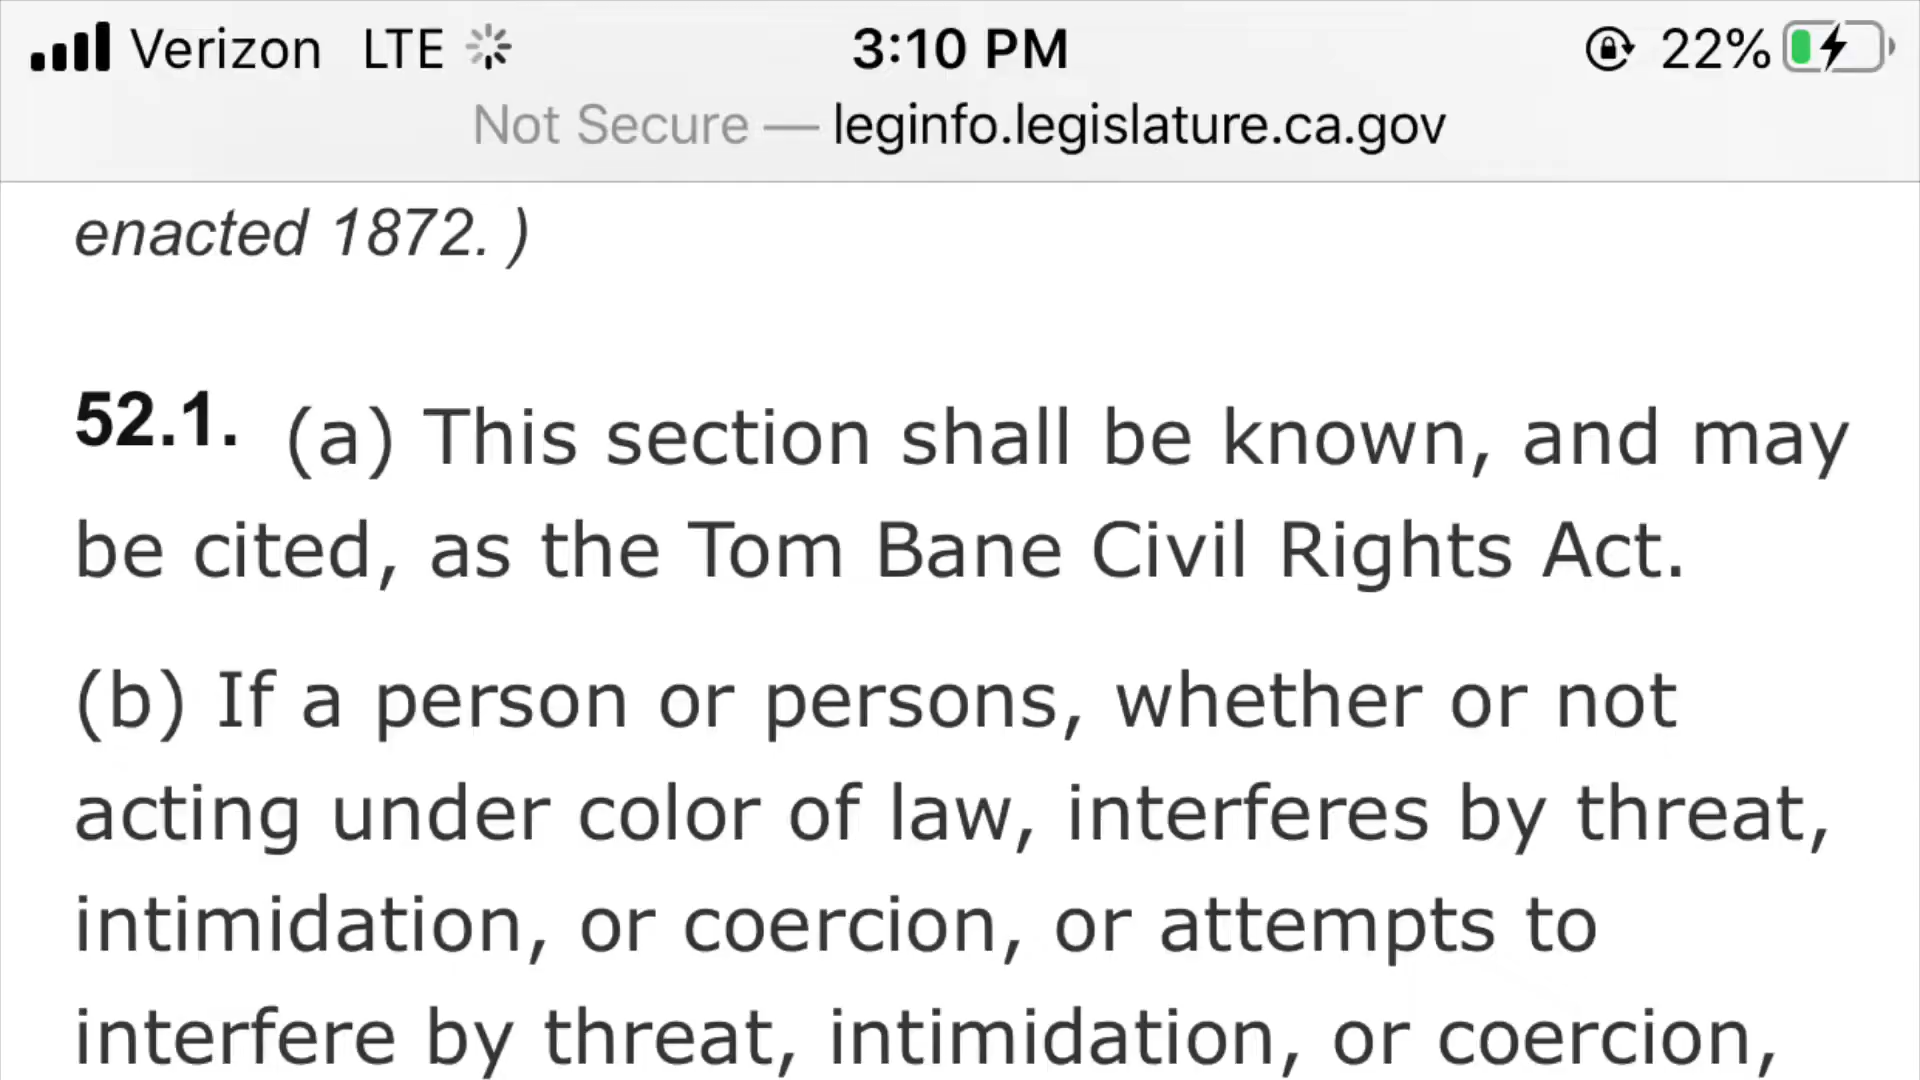 Verizon LTE 3:10 PM 22%
Not Secure — leginfo.legislature.ca.gov
enacted 1872. )
52.1. (a) This section shall be known, and may
be cited, as the Tom Bane Civil Rights Act.
(b) If a person or persons, whether or not
acting under color of law, interferes by threat,
intimidation, or coercion, or attempts to
interfere by threat, intimidation, or coercion,